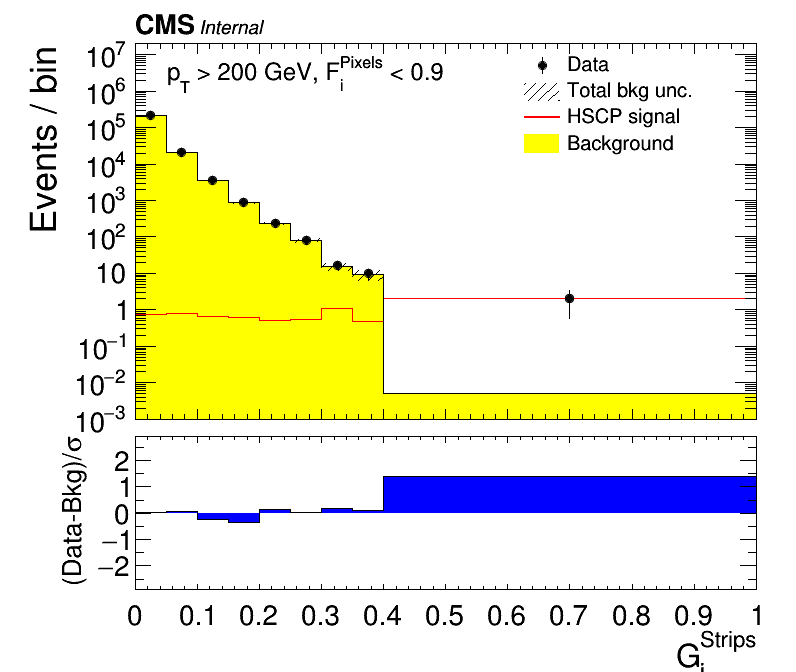 CMS Internal
p_T > 200 GeV, F_i^Pixels < 0.9
Data
Total bkg unc.
HSCP signal
Background
Events / bin
10^7
10^6
10^5
10^4
10^3
10^2
10
1
10^−1
10^−2
10^−3
(Data-Bkg)/σ
2
1
0
−1
−2
0 0.1 0.2 0.3 0.4 0.5 0.6 0.7 0.8 0.9 1
G_i^Strips